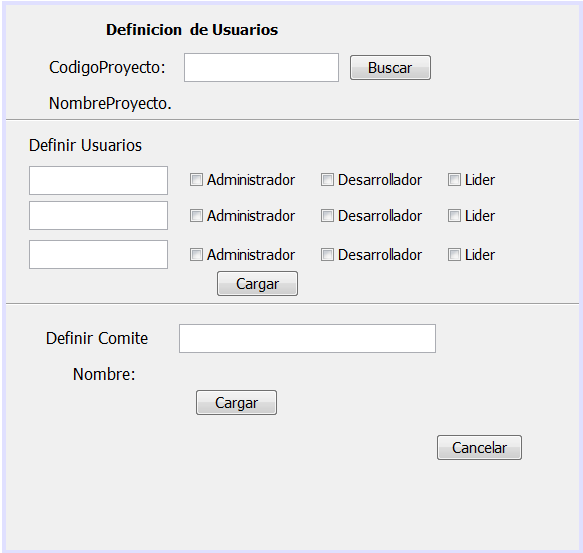 Definicion de Usuarios
CodigoProyecto: Buscar
NombreProyecto.
Definir Usuarios
Administrador Desarrollador Lider
Administrador Desarrollador Lider
Administrador Desarrollador Lider
Cargar
Definir Comite
Nombre:
Cargar
Cancelar